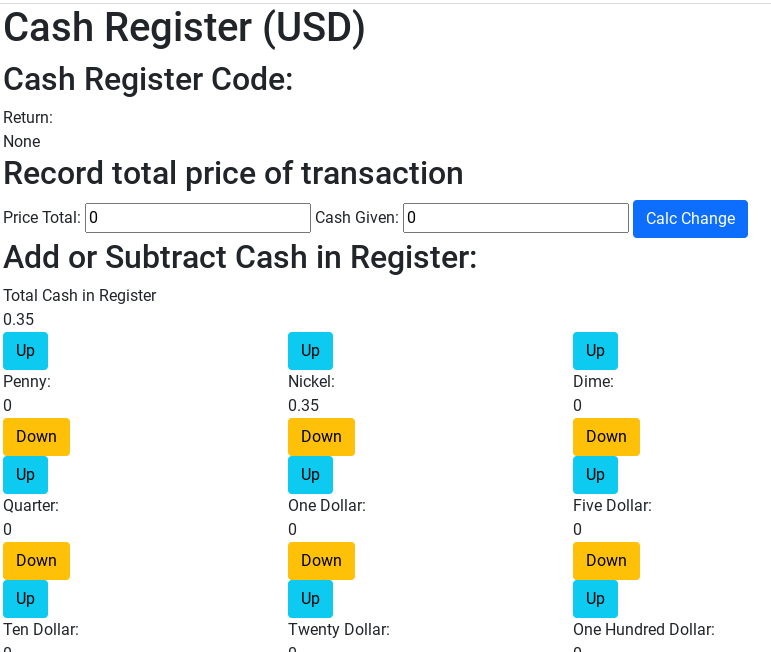 Cash Register (USD)
Cash Register Code:
Return:
None
Record total price of transaction
Price Total: 0 Cash Given: 0 Calc Change
Add or Subtract Cash in Register:
Total Cash in Register
0.35
Up Up Up
Penny: Nickel: Dime:
0 0.35 0
Down Down Down
Up Up Up
Quarter: One Dollar: Five Dollar:
0 0 0
Down Down Down
Up Up Up
Ten Dollar: Twenty Dollar: One Hundred Dollar: